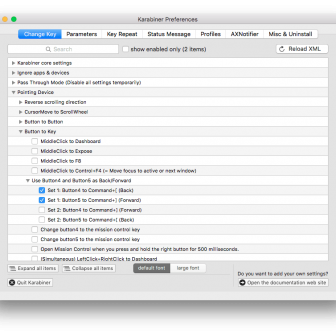 Karabiner Preferences
Change Key Parameters Key Repeat Status Message Profiles AXNotifier Misc & Uninstall
Search
show enabled only (2 items)
Reload XML
Karabiner core settings
Ignore apps & devices
Pass Through Mode (Disable all settings temporarily)
Pointing Device
Reverse scrolling direction
CursorMove to ScrollWheel
Button to Button
Button to Key
MiddleClick to Dashboard
MiddleClick to Expose
MiddleClick to F8
MiddleClick to Control+F4 (= Move focus to active or next window)
Use Button4 and Button5 as Back/Forward
Set 1: Button4 to Command+[ (Back)
Set 1: Button5 to Command+] (Forward)
Set 2: Button4 to Command+] (Forward)
Set 2: Button5 to Command+[ (Back)
Change button4 to the mission control key
Change button5 to the mission control key
Open Mission Control when you press and hold the right button for 500 milliseconds.
(Simultaneous) LeftClick+RightClick to Dashboard
Expand all items
Collapse all items
default font
large font
Do you want to add your own settings?
Quit Karabiner
Open the documentation web site